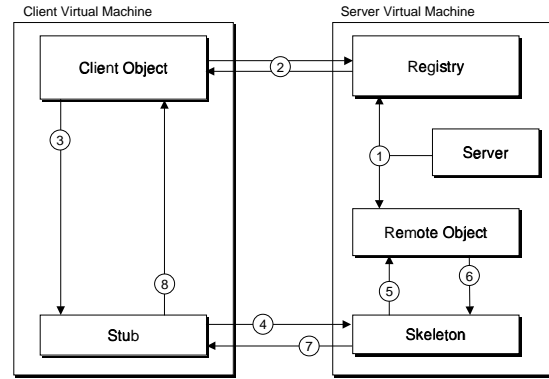 Client Virtual Machine
Server Virtual Machine
Client Object
2
Registry
3
1
Server
Remote Object
8
5
6
Stub
4
7
Skeleton